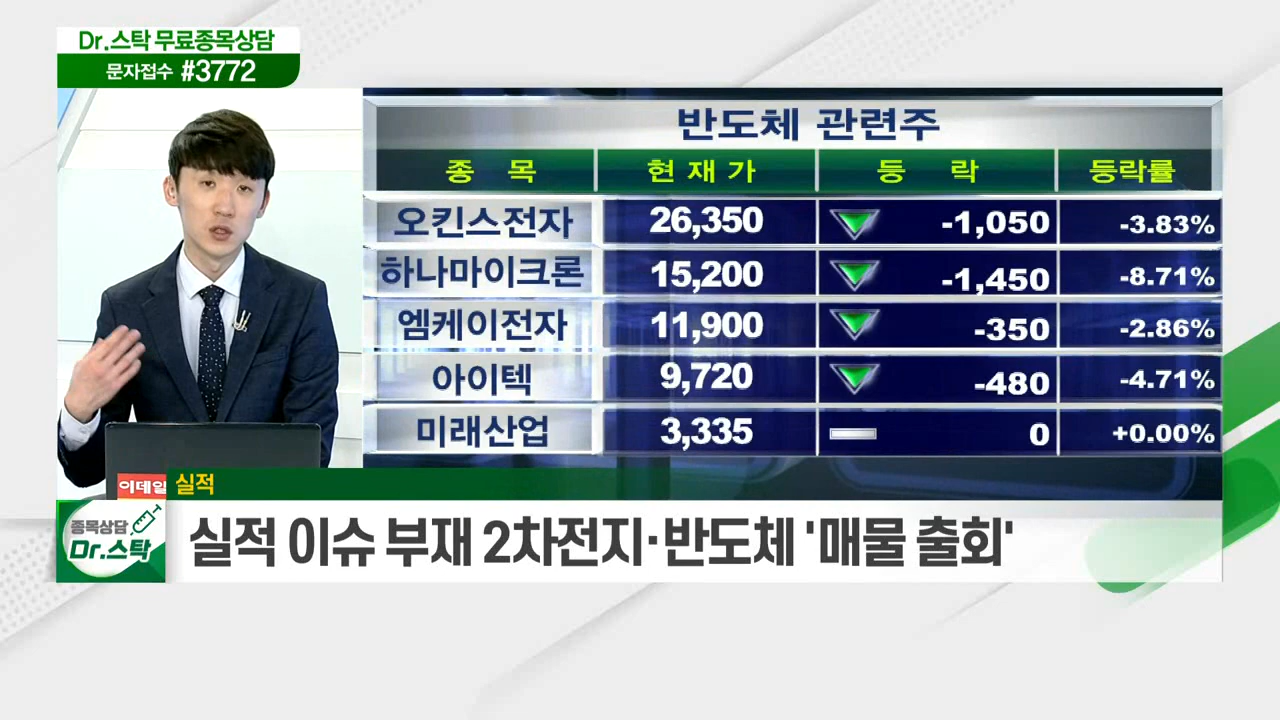 Dr.스탁 무료종목상담
문자접수 #3772
반도체 관련주
종 목 현재가 등 락 등락률
오킨스전자 26,350 -1,050 -3.83%
하나마이크론 15,200 -1,450 -8.71%
엠케이전자 11,900 -350 -2.86%
아이텍 9,720 -480 -4.71%
미래산업 3,335 0 +0.00%
이데일 실적
종목상담
Dr.스탁
실적 이슈 부재 2차전지·반도체 '매물 출회'